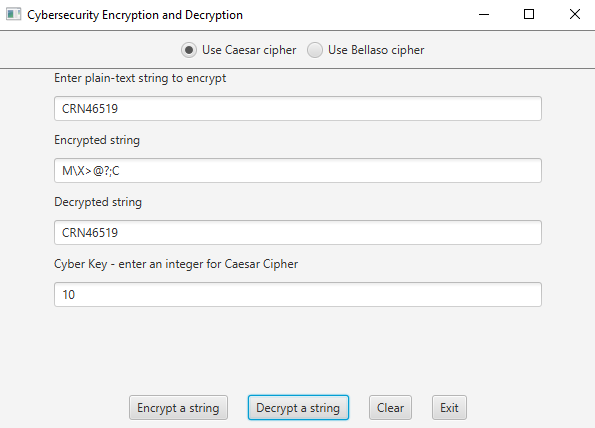 Cybersecurity Encryption and Decryption
Use Caesar cipher Use Bellaso cipher
Enter plain-text string to encrypt
CRN46519
Encrypted string
M\X>@?;C
Decrypted string
CRN46519
Cyber Key - enter an integer for Caesar Cipher
10
Encrypt a string Decrypt a string Clear Exit